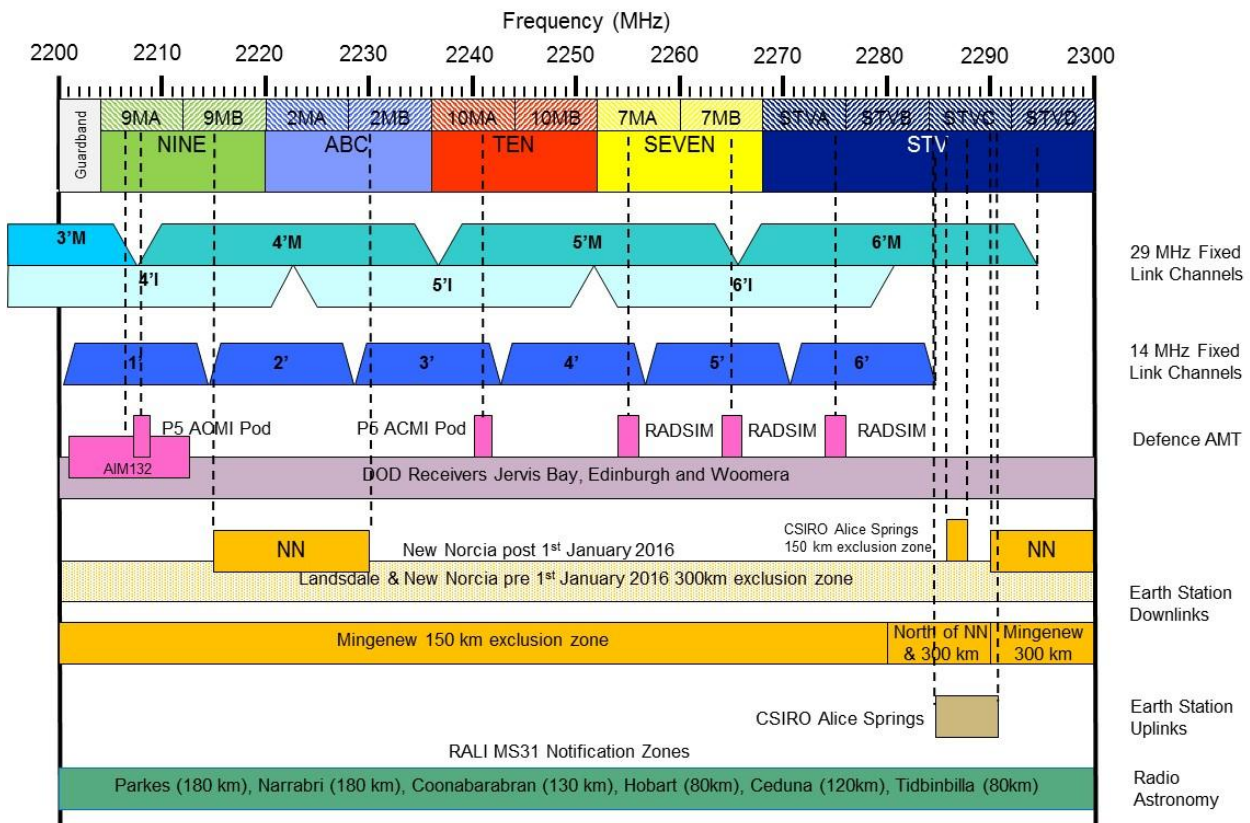 Frequency (MHz)
2200 2210 2220 2230 2240 2250 2260 2270 2280 2290 2300
Guardband
9MA 9MB 2MA 2MB 10MA 10MB 7MA 7MB STVA STVB STVC STVD
NINE ABC TEN SEVEN STV
3'M 4'M 5'M 6'M
4'I 5'I 6'I
29 MHz Fixed
Link Channels
1' 2' 3' 4' 5' 6'
14 MHz Fixed
Link Channels
P5 ACMI Pod P5 ACMI Pod RADSIM RADSIM RADSIM
Defence AMT
AIM132
DOD Receivers Jervis Bay, Edinburgh and Woomera
CSIRO Alice Springs
150 km exclusion zone
NN New Norcia post 1st January 2016 NN
Landsdale & New Norcia pre 1st January 2016 300km exclusion zone
Earth Station
Downlinks
Mingenew 150 km exclusion zone
North of NN
& 300 km
Mingenew
300 km
CSIRO Alice Springs
Earth Station
Uplinks
RALI MS31 Notification Zones
Parkes (180 km), Narrabri (180 km), Coonabarabran (130 km), Hobart (80km), Ceduna (120km), Tidbinbilla (80km)
Radio
Astronomy